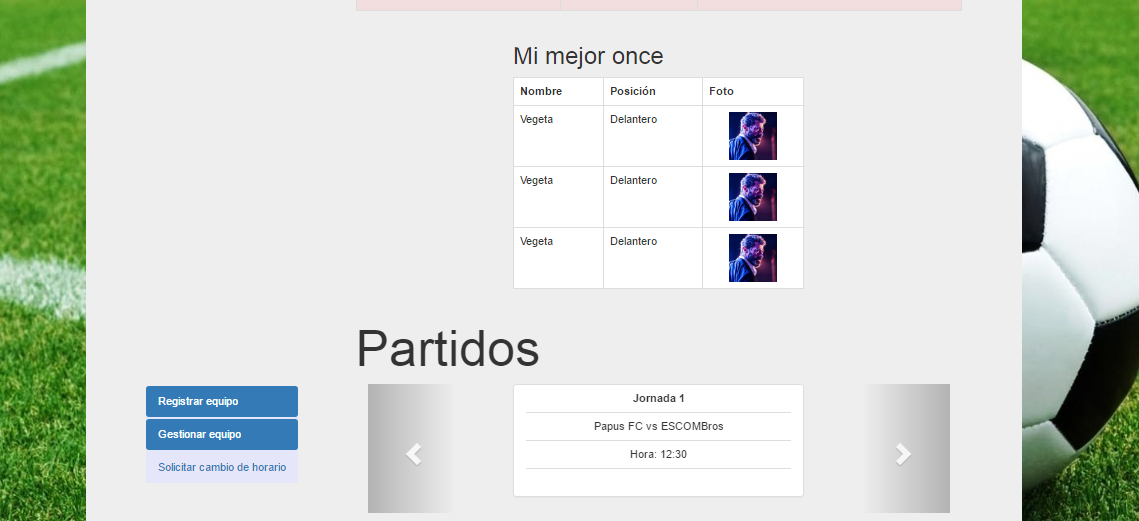 Mi mejor once
Nombre Posición Foto
Vegeta Delantero
Vegeta Delantero
Vegeta Delantero
Partidos
Registrar equipo
Gestionar equipo
Solicitar cambio de horario
Jornada 1
Papus FC vs ESCOMBros
Hora: 12:30